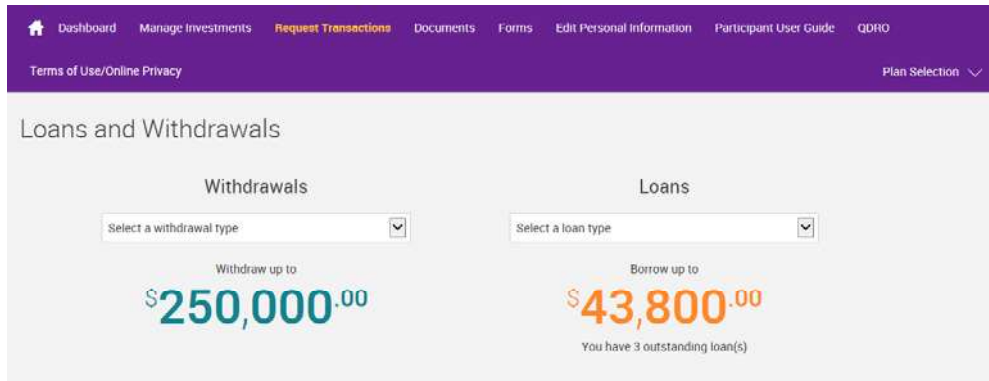 Dashboard Manage Investments Request Transactions Documents Forms Edit Personal Information Participant User Guide QDRO
Terms of Use/Online Privacy Plan Selection
Loans and Withdrawals
Withdrawals Loans
Select a withdrawal type Select a loan type
Withdraw up to Borrow up to
$250,000.00 $43,800.00
You have 3 outstanding loan(s)